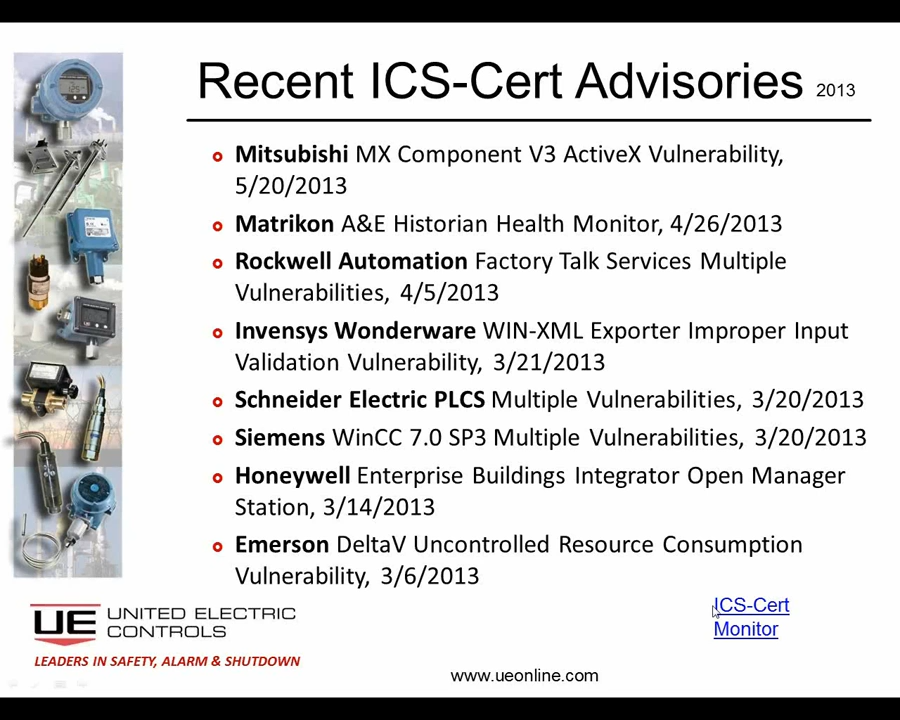 Recent ICS-Cert Advisories 2013
Mitsubishi MX Component V3 ActiveX Vulnerability,
5/20/2013
Matrikon A&E Historian Health Monitor, 4/26/2013
Rockwell Automation Factory Talk Services Multiple
Vulnerabilities, 4/5/2013
Invensys Wonderware WIN-XML Exporter Improper Input
Validation Vulnerability, 3/21/2013
Schneider Electric PLCS Multiple Vulnerabilities, 3/20/2013
Siemens WinCC 7.0 SP3 Multiple Vulnerabilities, 3/20/2013
Honeywell Enterprise Buildings Integrator Open Manager
Station, 3/14/2013
Emerson DeltaV Uncontrolled Resource Consumption
Vulnerability, 3/6/2013
ICS-Cert
Monitor
UE UNITED ELECTRIC
CONTROLS
LEADERS IN SAFETY, ALARM & SHUTDOWN
www.ueonline.com